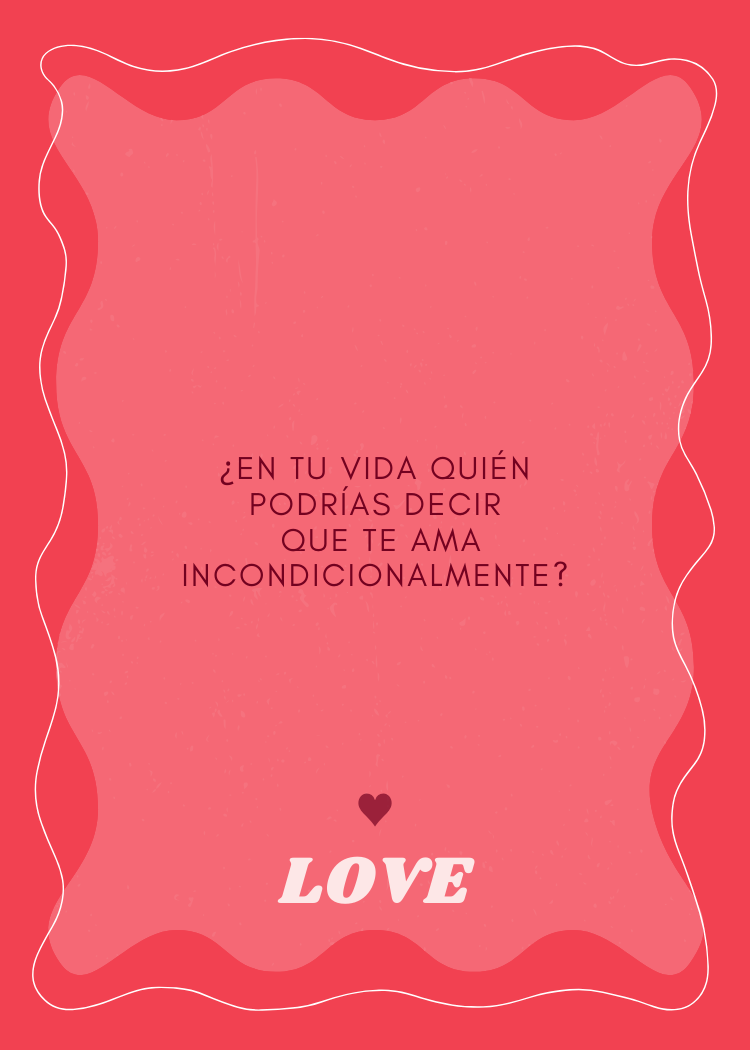 ¿EN TU VIDA QUIÉN
PODRÍAS DECIR
QUE TE AMA
INCONDICIONALMENTE?
LOVE